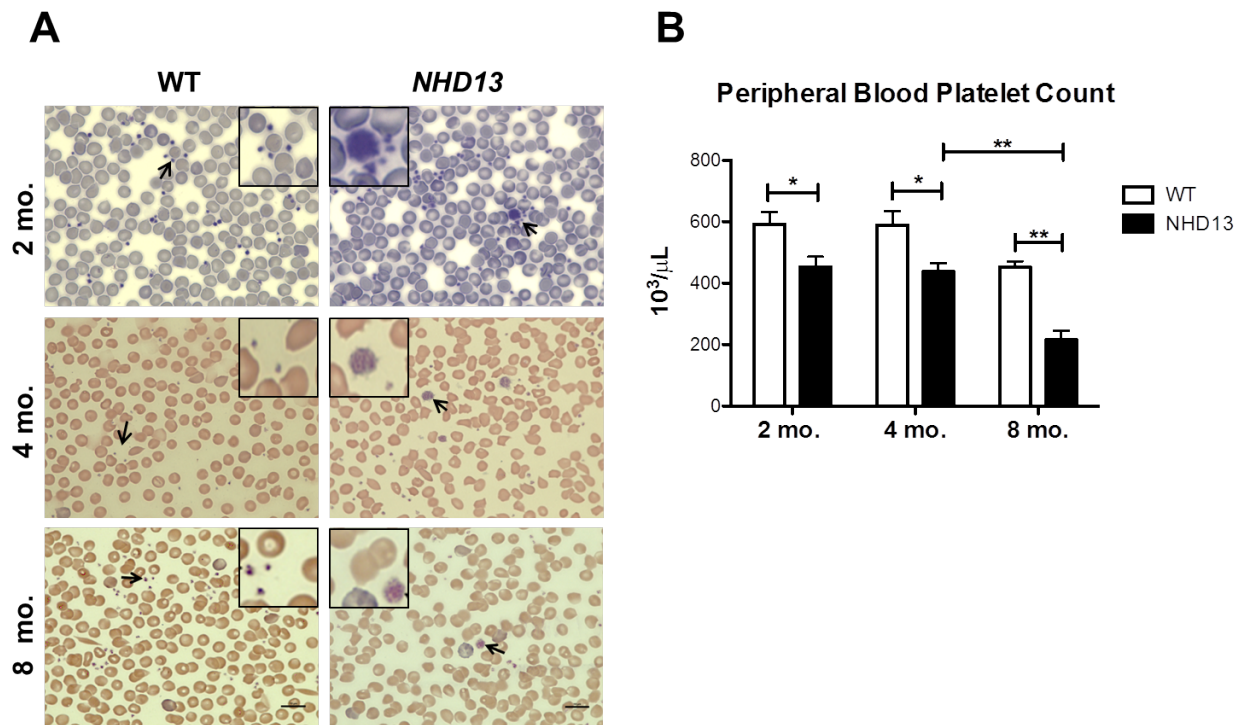 A
WT
NHD13
2 mo.
4 mo.
8 mo.
B
Peripheral Blood Platelet Count
10³/µL
800
600
400
200
0
*
*
**
**
2 mo.
4 mo.
8 mo.
WT
NHD13